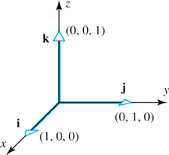 z
k (0, 0, 1)
j
i
y
(0, 1, 0)
x (1, 0, 0)